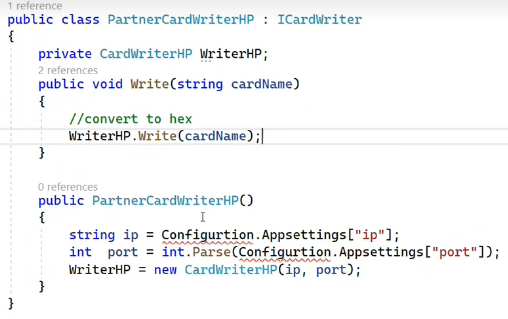 1 reference
public class PartnerCardWriterHP : ICardWriter
{
private CardWriterHP WriterHP;
2 references
public void Write(string cardName)
{
//convert to hex
WriterHP.Write(cardName);
}
0 references
public PartnerCardWriterHP()
{
string ip = Configurtion.Appsettings["ip"];
int  port = int.Parse(Configurtion.Appsettings["port"]);
WriterHP = new CardWriterHP(ip, port);
}
}